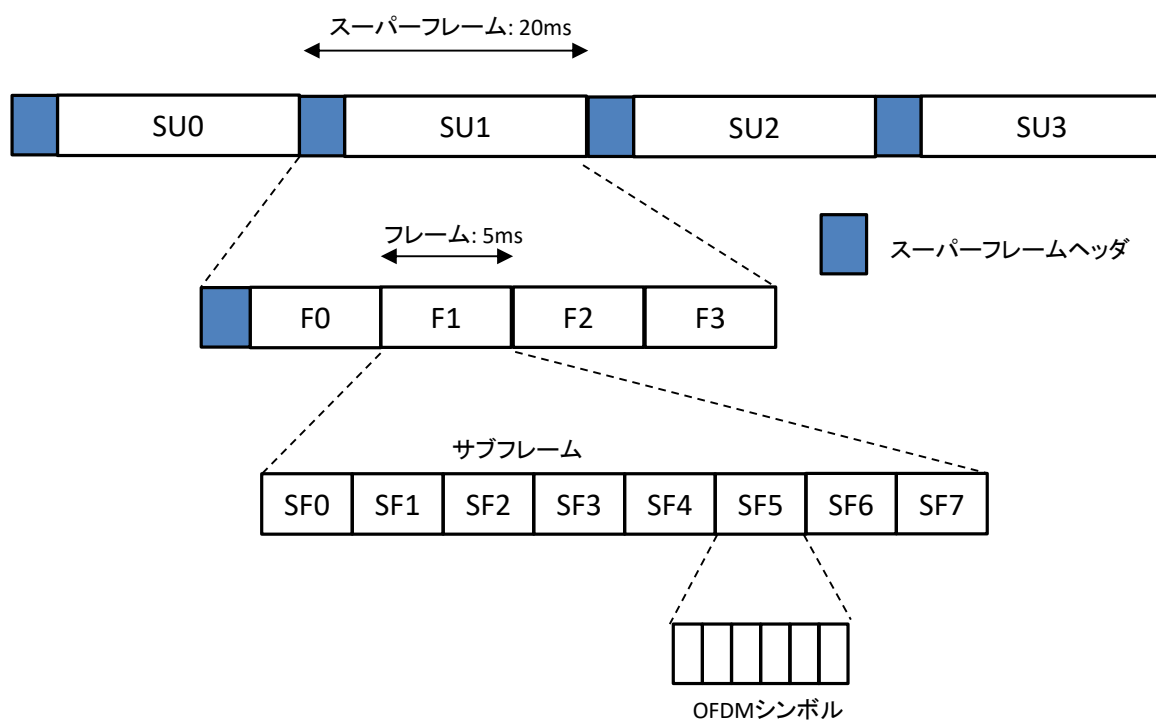 スーパーフレーム: 20ms
SU0
SU1
SU2
SU3
フレーム: 5ms
スーパーフレームヘッダ
F0
F1
F2
F3
サブフレーム
SF0
SF1
SF2
SF3
SF4
SF5
SF6
SF7
OFDMシンボル